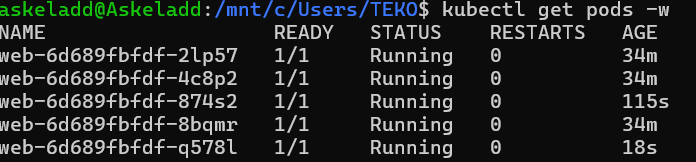 askeladd@Askeladd:/mnt/c/Users/TEKO$ kubectl get pods -w
NAME READY STATUS RESTARTS AGE
web-6d689fbfdf-2lp57 1/1 Running 0 34m
web-6d689fbfdf-4c8p2 1/1 Running 0 34m
web-6d689fbfdf-874s2 1/1 Running 0 115s
web-6d689fbfdf-8bqmr 1/1 Running 0 34m
web-6d689fbfdf-q578l 1/1 Running 0 18s